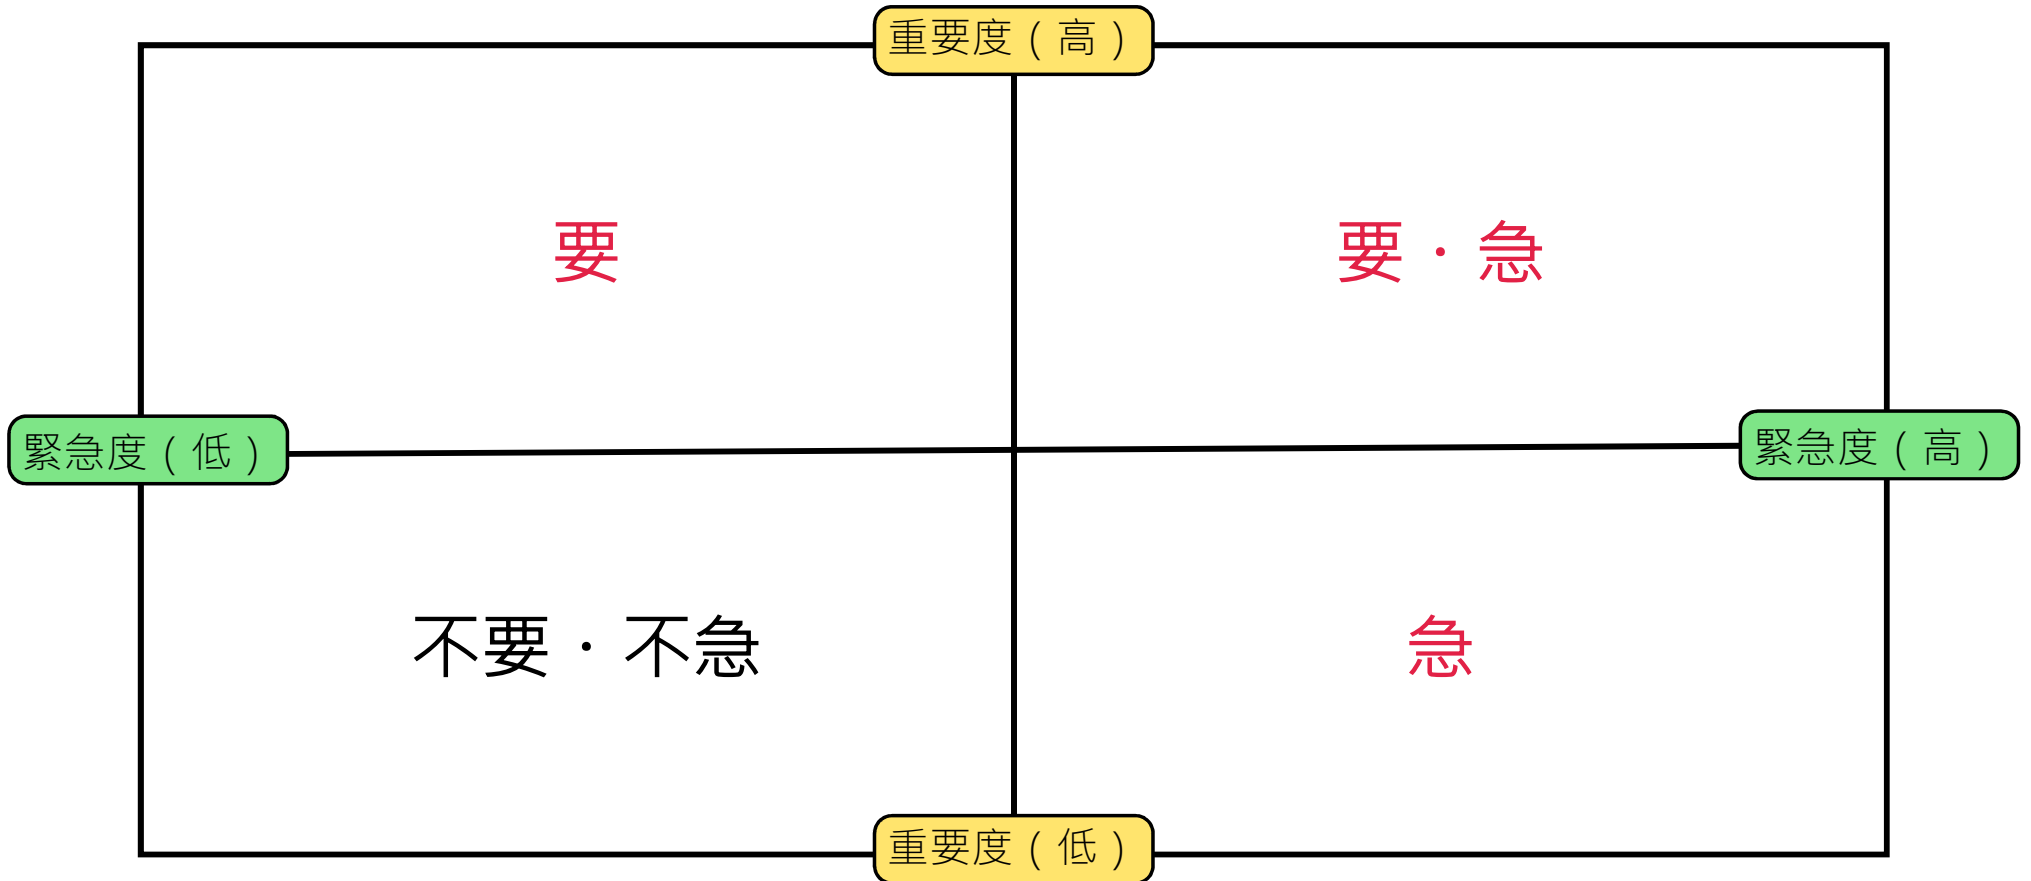 重要度(高)
要
要・急
緊急度(低)
緊急度(高)
不要・不急
急
重要度(低)